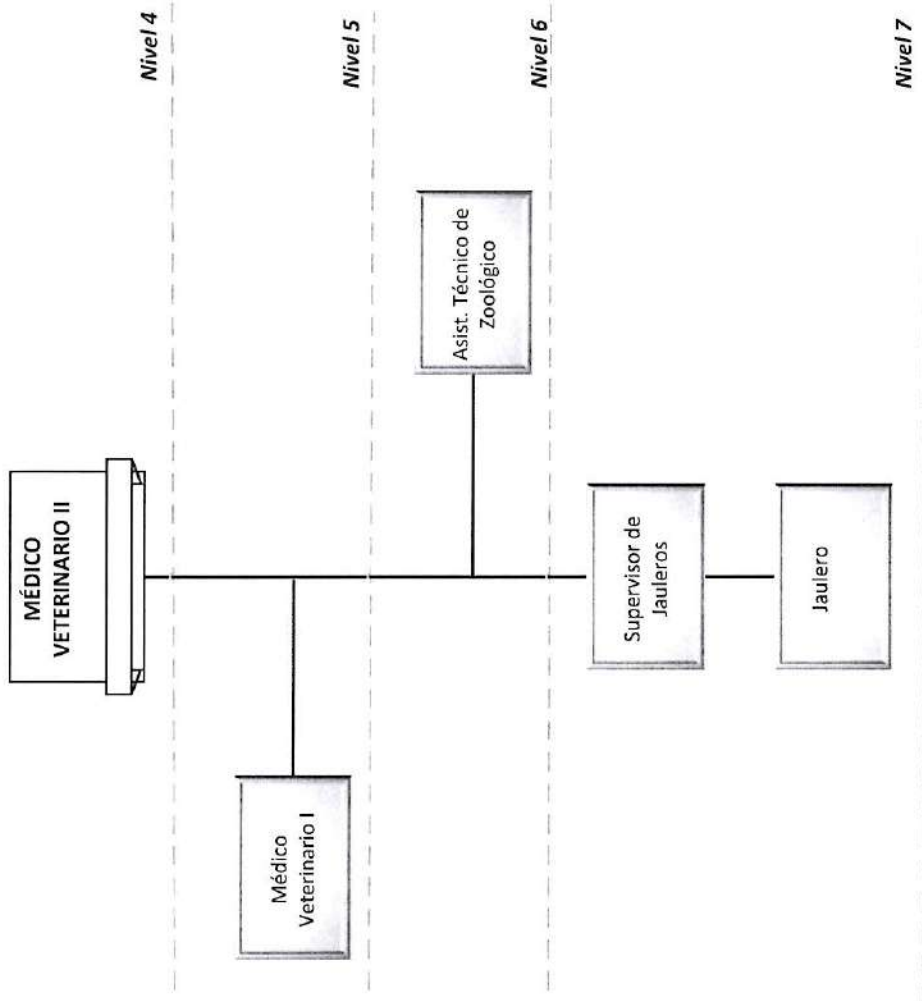 MÉDICO
VETERINARIO II
Nivel 4
Médico
Veterinario I
Nivel 5
Asist. Técnico de
Zoológico
Nivel 6
Supervisor de
Jauleros
Jaulero
Nivel 7